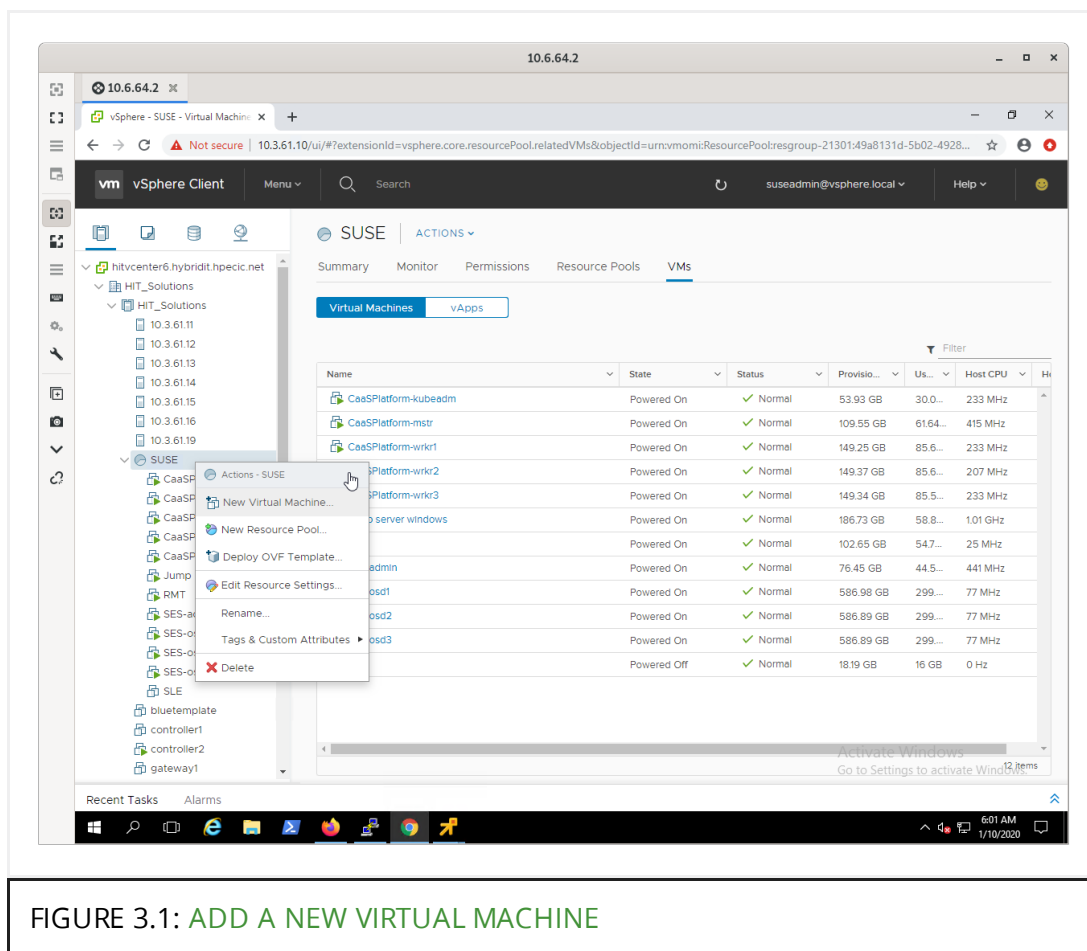 10.6.64.2
10.6.64.2
vSphere - SUSE - Virtual Machine
Not secure 10.3.61.10/ui/#?extensionId=vsphere.core.resourcePool.relatedVMs&objectId=urn:vmomi:ResourcePool:resgroup-21301:49a8131d-5b02-4928...
vm vSphere Client Menu Search suseadmin@vsphere.local Help
SUSE ACTIONS
Summary Monitor Permissions Resource Pools VMs
Virtual Machines vApps
hitvcenter6.hybridit.hpecic.net
HIT_Solutions
HIT_Solutions
10.3.61.11
10.3.61.12
10.3.61.13
10.3.61.14
10.3.61.15
10.3.61.16
10.3.61.19
SUSE
CaaSP
CaaSP
CaaSP
CaaSP
CaaSP
Jump
RMT
SES-ad
SES-o
SES-o
SES-o
SLE
bluetemplate
controller1
controller2
gateway1
Actions - SUSE
New Virtual Machine...
New Resource Pool...
Deploy OVF Template...
Edit Resource Settings...
Rename...
Tags & Custom Attributes
Delete
Filter
Name State Status Provisio... Us... Host CPU
CaaSPlatform-kubeadm Powered On Normal 53.93 GB 30.0... 233 MHz
CaaSPlatform-mstr Powered On Normal 109.55 GB 61.64... 415 MHz
CaaSPlatform-wrkr1 Powered On Normal 149.25 GB 85.6... 233 MHz
SPlatform-wrkr2 Powered On Normal 149.37 GB 85.6... 207 MHz
SPlatform-wrkr3 Powered On Normal 149.34 GB 85.5... 233 MHz
server windows Powered On Normal 186.73 GB 58.8... 1.01 GHz
Powered On Normal 102.65 GB 54.7... 25 MHz
admin Powered On Normal 76.45 GB 44.5... 441 MHz
osd1 Powered On Normal 586.98 GB 299.... 77 MHz
osd2 Powered On Normal 586.89 GB 299.... 77 MHz
osd3 Powered On Normal 586.89 GB 299.... 77 MHz
Powered Off Normal 18.19 GB 16 GB 0 Hz
Activate Windows
Go to Settings to activate Windows.
12 items
Recent Tasks Alarms
6:01 AM
1/10/2020
FIGURE 3.1: ADD A NEW VIRTUAL MACHINE